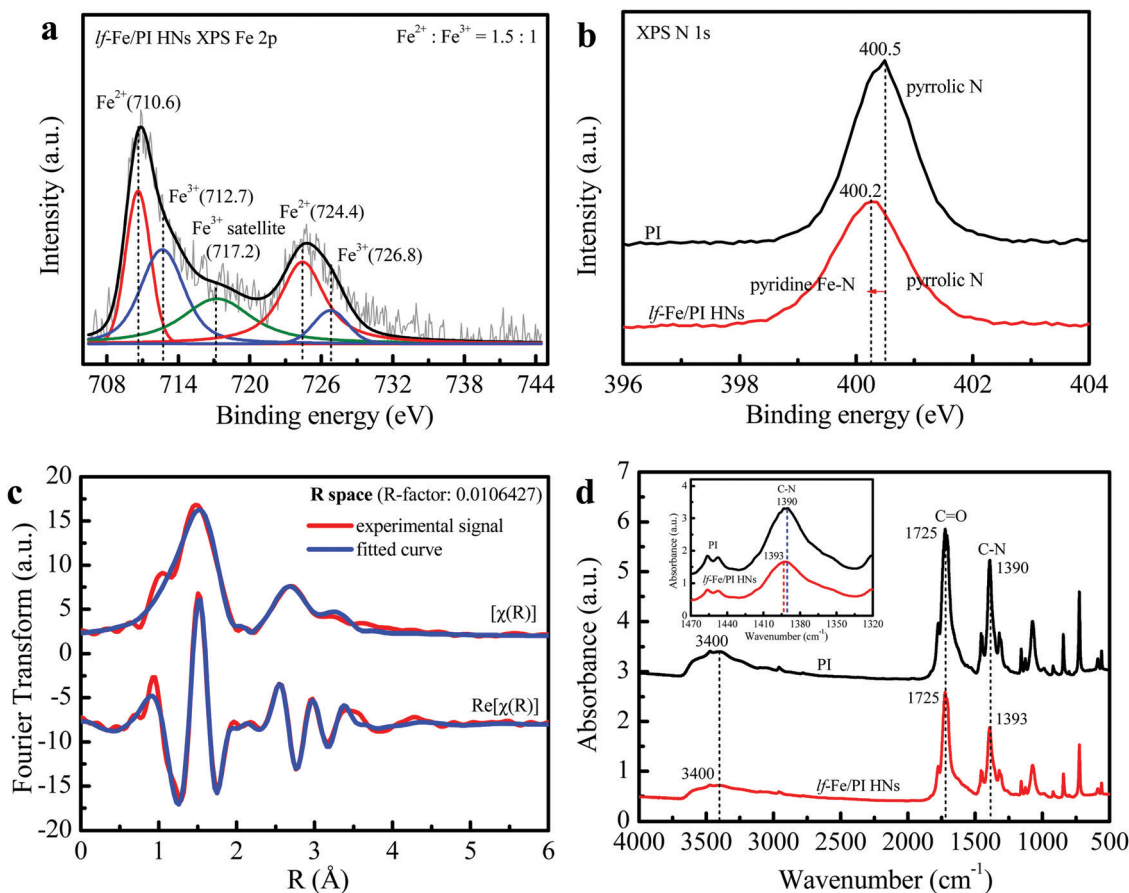 a
lf-Fe/PI HNs XPS Fe 2p
Fe²⁺ : Fe³⁺ = 1.5 : 1
Fe²⁺(710.6)
Fe³⁺(712.7)
Fe³⁺ satellite
(717.2)
Fe²⁺(724.4)
Fe³⁺(726.8)
Intensity (a.u.)
708 714 720 726 732 738 744
Binding energy (eV)
b
XPS N 1s
400.5
pyrrolic N
400.2
PI
pyridine Fe-N
pyrrolic N
lf-Fe/PI HNs
Intensity (a.u.)
396 398 400 402 404
Binding energy (eV)
c
R space (R-factor: 0.0106427)
experimental signal
fitted curve
[χ(R)]
Re[χ(R)]
Fourier Transform (a.u.)
20
15
10
5
0
-5
-10
-15
-20
0 1 2 3 4 5 6
R (Å)
d
C-N
1390
PI
1393
lf-Fe/PI HNs
Absorbance (a.u.)
4
3
2
1
0
1470 1440 1410 1380 1350 1320
Wavenumber (cm⁻¹)
C=O
1725
C-N
1390
3400
PI
1725
1393
3400
lf-Fe/PI HNs
Absorbance (a.u.)
7
6
5
4
3
2
1
0
4000 3500 3000 2500 2000 1500 1000 500
Wavenumber (cm⁻¹)